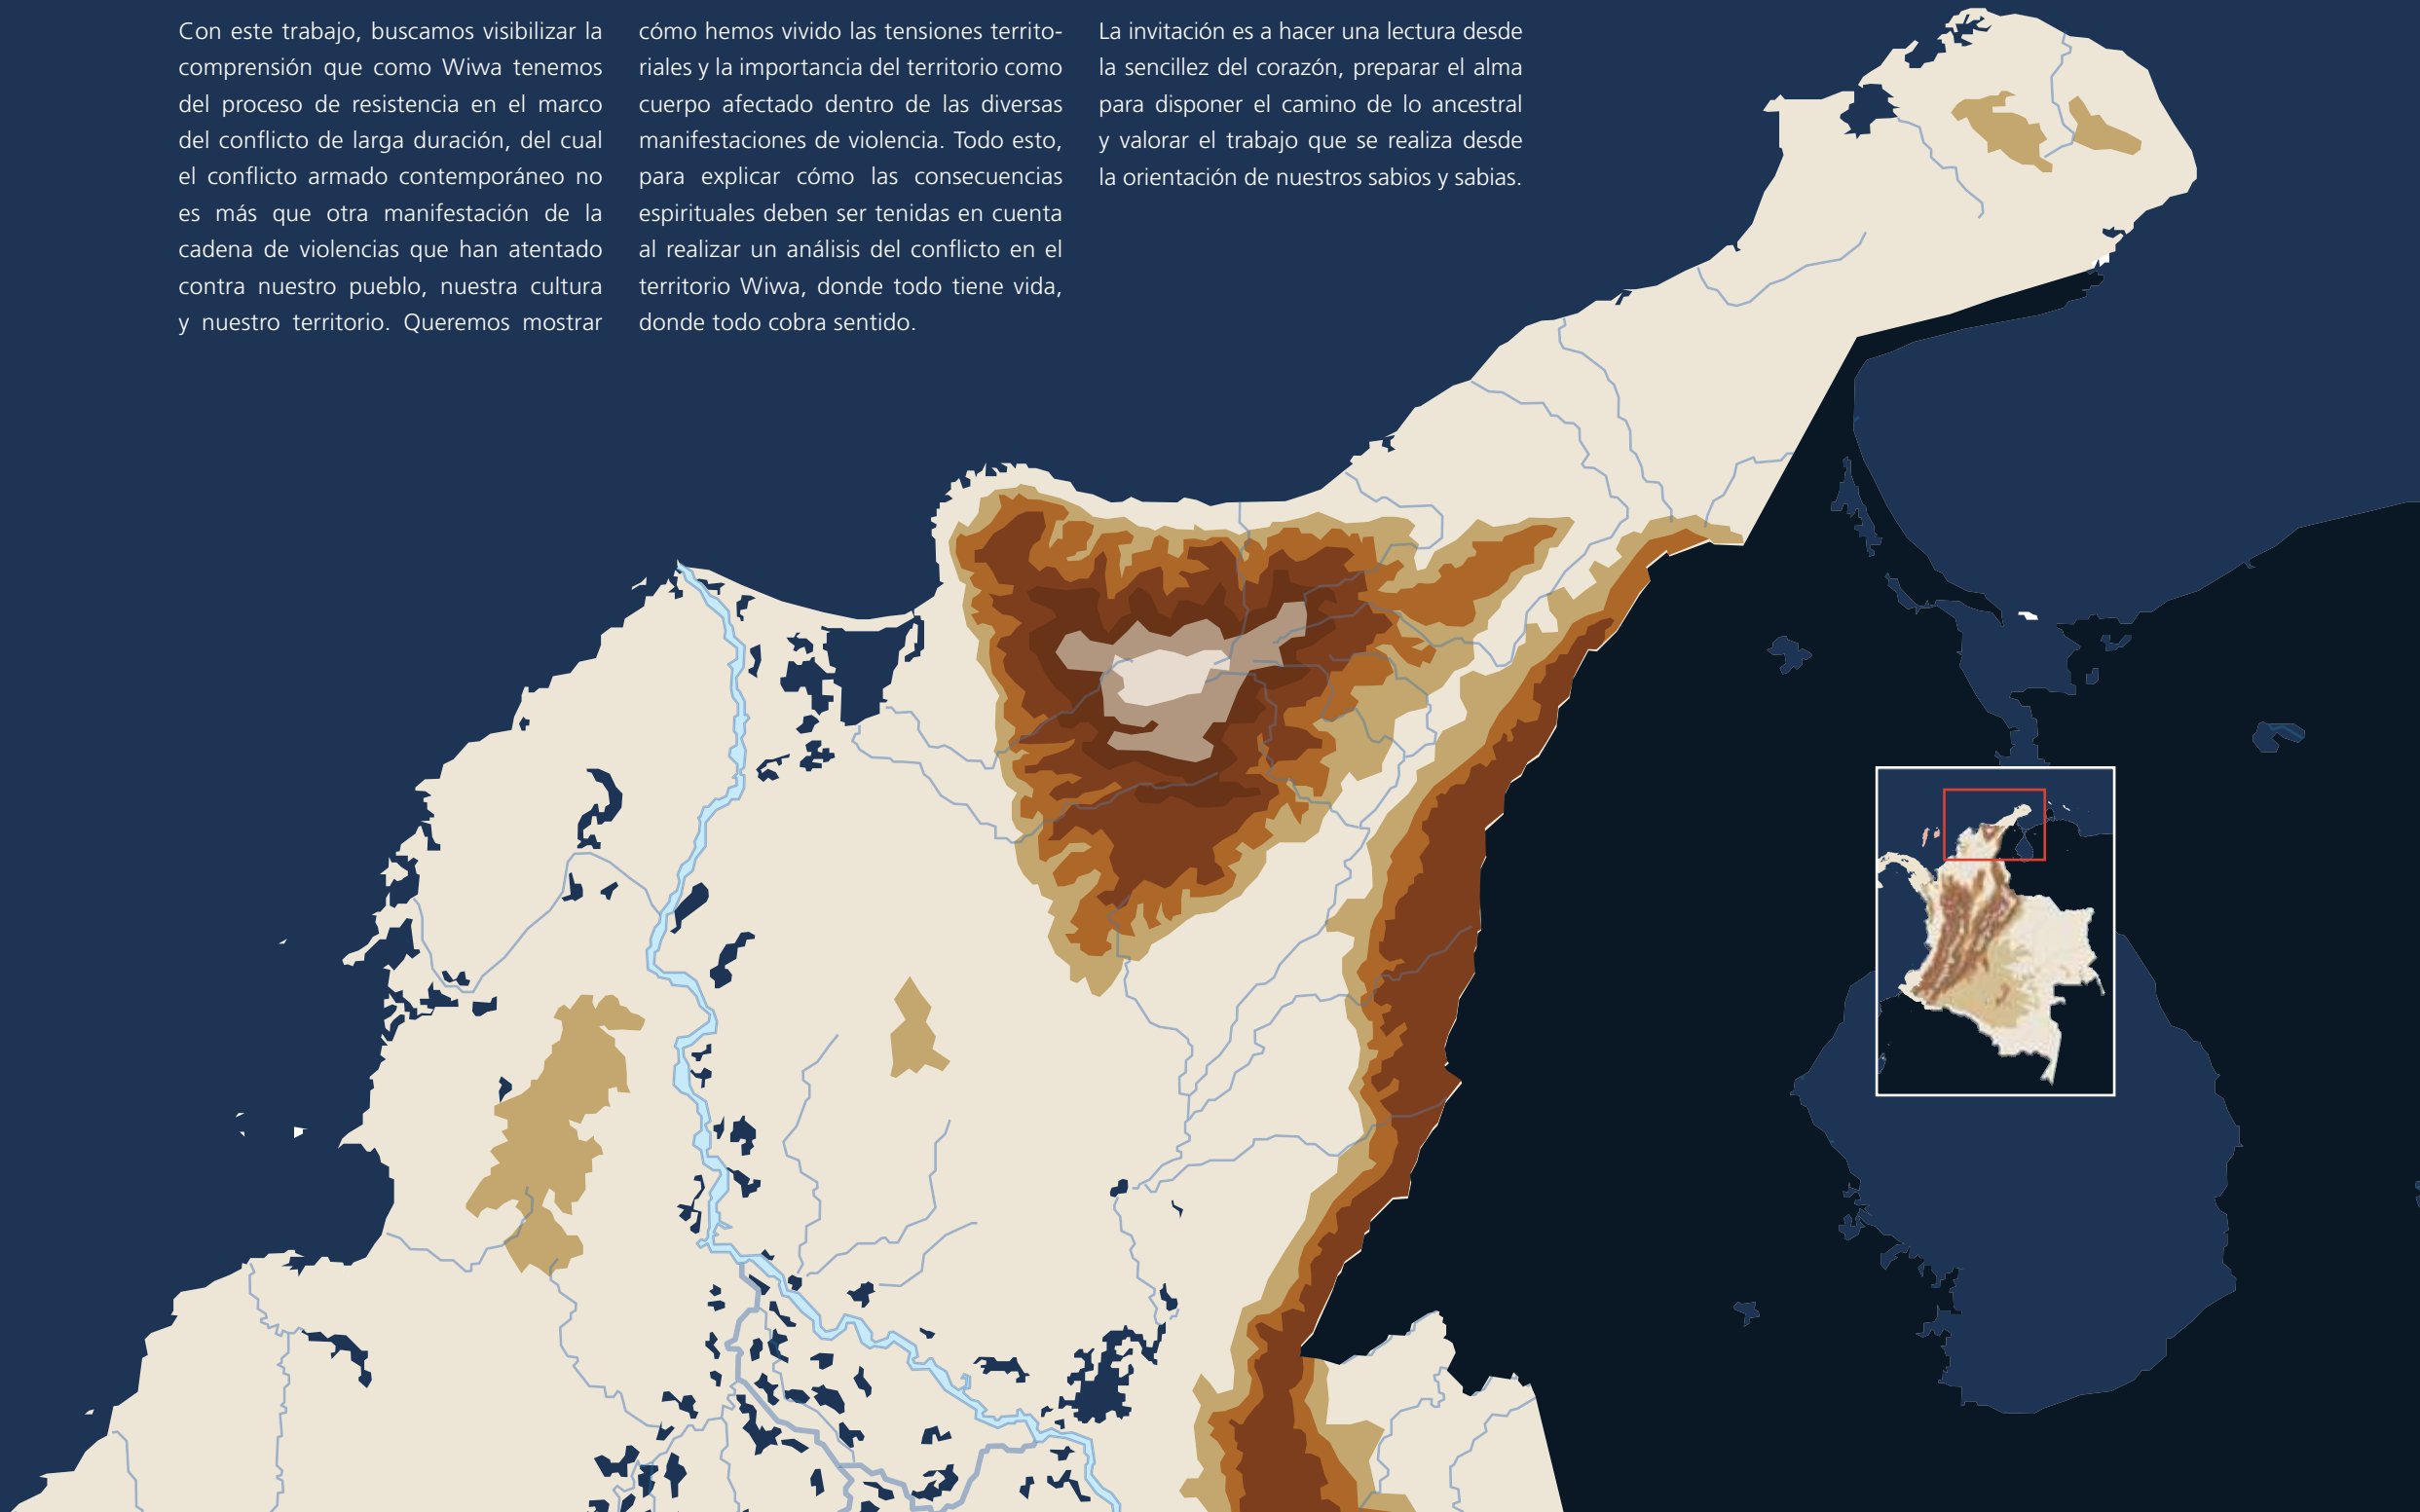 Con este trabajo, buscamos visibilizar la
comprensión que como Wiwa tenemos
del proceso de resistencia en el marco
del conflicto de larga duración, del cual
el conflicto armado contemporáneo no
es más que otra manifestación de la
cadena de violencias que han atentado
contra nuestro pueblo, nuestra cultura
y nuestro territorio. Queremos mostrar
cómo hemos vivido las tensiones territo-
riales y la importancia del territorio como
cuerpo afectado dentro de las diversas
manifestaciones de violencia. Todo esto,
para explicar cómo las consecuencias
espirituales deben ser tenidas en cuenta
al realizar un análisis del conflicto en el
territorio Wiwa, donde todo tiene vida,
donde todo cobra sentido.
La invitación es a hacer una lectura desde
la sencillez del corazón, preparar el alma
para disponer el camino de lo ancestral
y valorar el trabajo que se realiza desde
la orientación de nuestros sabios y sabias.